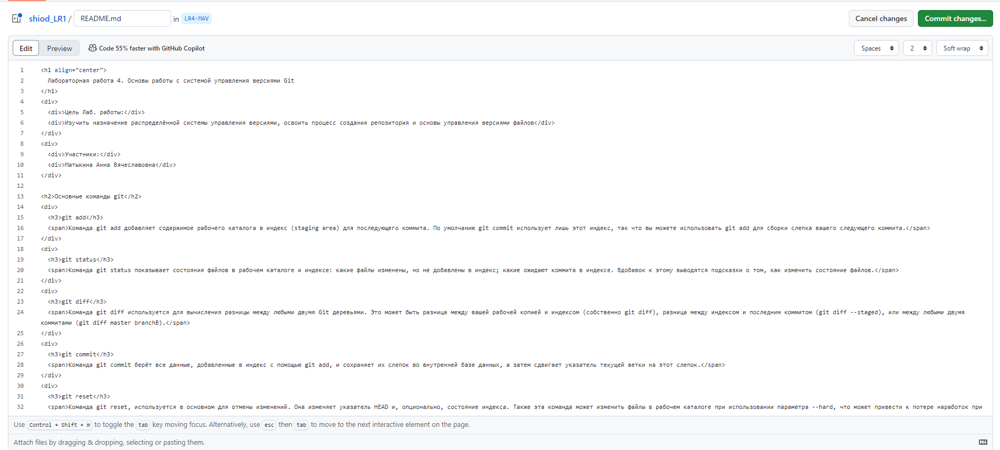 shiod_LR1 / README.md in LR4-MAV Cancel changes Commit changes...
Edit Preview Code 55% faster with GitHub Copilot Spaces 2 Soft wrap
1 <h1 align="center">
2 Лабораторная работа 4. Основы работы с системой управления версиями Git
3 </h1>
4 <div>
5 <div>Цель Лаб. работы:</div>
6 <div>Изучить назначение распределённой системы управления версиями, освоить процесс создания репозитория и основы управления версиями файлов</div>
7 </div>
8 <div>
9 <div>Участники:</div>
10 <div>Матыкина Анна Вячеславовна</div>
11 </div>
12
13 <h2>Основные команды git</h2>
14 <div>
15 <h3>git add</h3>
16 <span>Команда git add добавляет содержимое рабочего каталога в индекс (staging area) для последующего коммита. По умолчанию git commit использует лишь этот индекс, так что вы можете использовать git add для сборки слепка вашего следующего коммита.</span>
17 </div>
18 <div>
19 <h3>git status</h3>
20 <span>Команда git status показывает состояния файлов в рабочем каталоге и индексе: какие файлы изменены, но не добавлены в индекс; какие ожидают коммита в индексе. Вдобавок к этому выводятся подсказки о том, как изменить состояние файлов.</span>
21 </div>
22 <div>
23 <h3>git diff</h3>
24 <span>Команда git diff используется для вычисления разницы между любыми двумя Git деревьями. Это может быть разница между вашей рабочей копией и индексом (собственно git diff), разница между индексом и последним коммитом (git diff --staged), или между любыми двумя
коммитами (git diff master branchB).</span>
25 </div>
26 <div>
27 <h3>git commit</h3>
28 <span>Команда git commit берёт все данные, добавленные в индекс с помощью git add, и сохраняет их слепок во внутренней базе данных, а затем сдвигает указатель текущей ветки на этот слепок.</span>
29 </div>
30 <div>
31 <h3>git reset</h3>
32 <span>Команда git reset, используется в основном для отмены изменений. Она изменяет указатель HEAD и, опционально, состояние индекса. Также эта команда может изменить файлы в рабочем каталоге при использовании параметра --hard, что может привести к потере наработок при
Use Control + Shift + m to toggle the tab key moving focus. Alternatively, use esc then tab to move to the next interactive element on the page.
Attach files by dragging & dropping, selecting or pasting them.